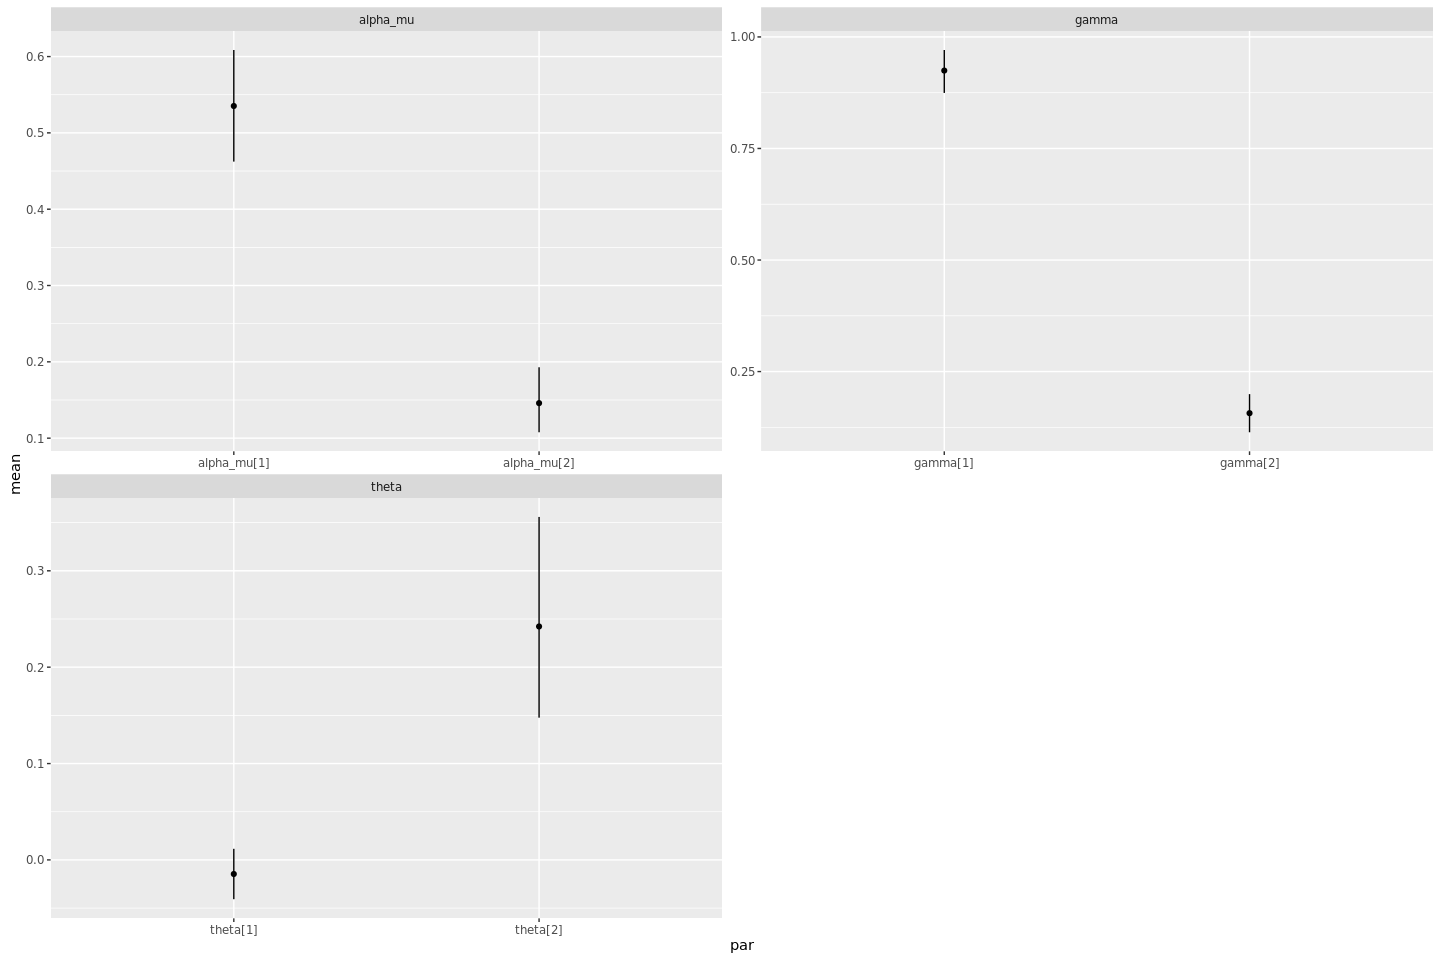 alpha_mu
gamma
0.6
0.5
0.4
0.3
0.2
0.1
1.00
0.75
0.50
0.25
alpha_mu[1] alpha_mu[2]
gamma[1] gamma[2]
mean
theta
0.3
0.2
0.1
0.0
theta[1] theta[2]
par